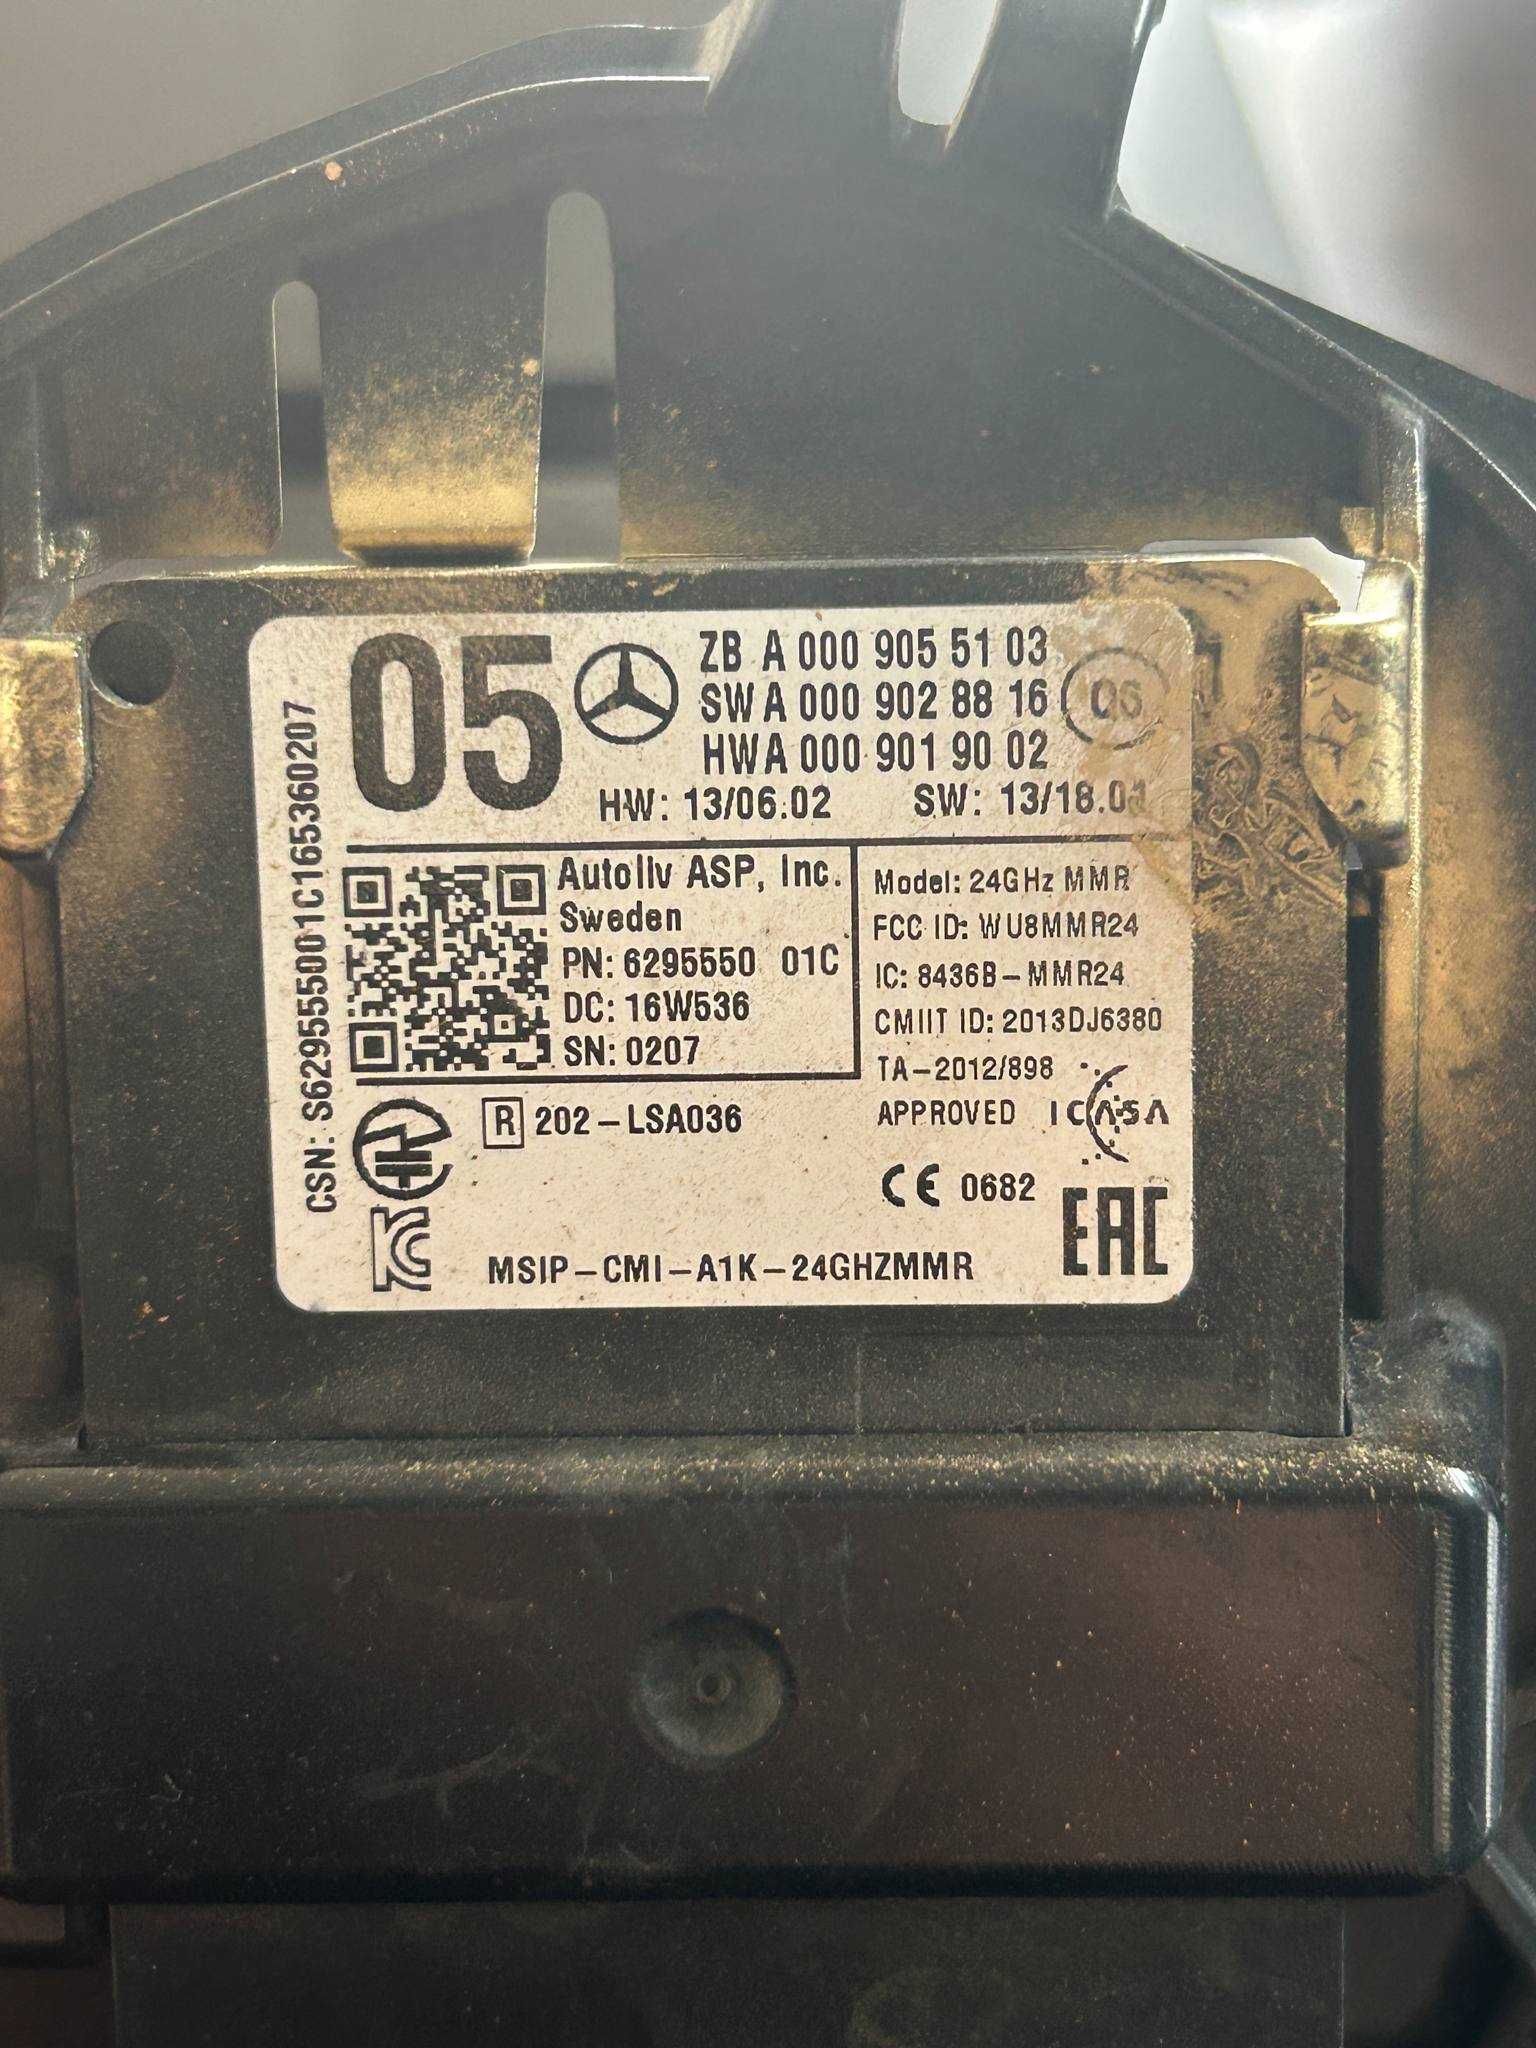 05
ZB A 000 905 51 03
SW A 000 902 88 16
06
HW A 000 901 90 02
HW: 13/06.02 SW: 13/18.
CSN: S629555001C165360207
Autoliv ASP, Inc.
Sweden
PN: 6295550 01C
DC: 16W536
SN: 0207
Model: 24GHz MMR
FCC ID: WU8MMR24
IC: 8436B-MMR24
CMIIT ID: 2013DJ6380
TA-2012/898
APPROVED ICASA
R 202-LSA036
CE 0682
EAC
MSIP-CMI-A1K-24GHZMMR